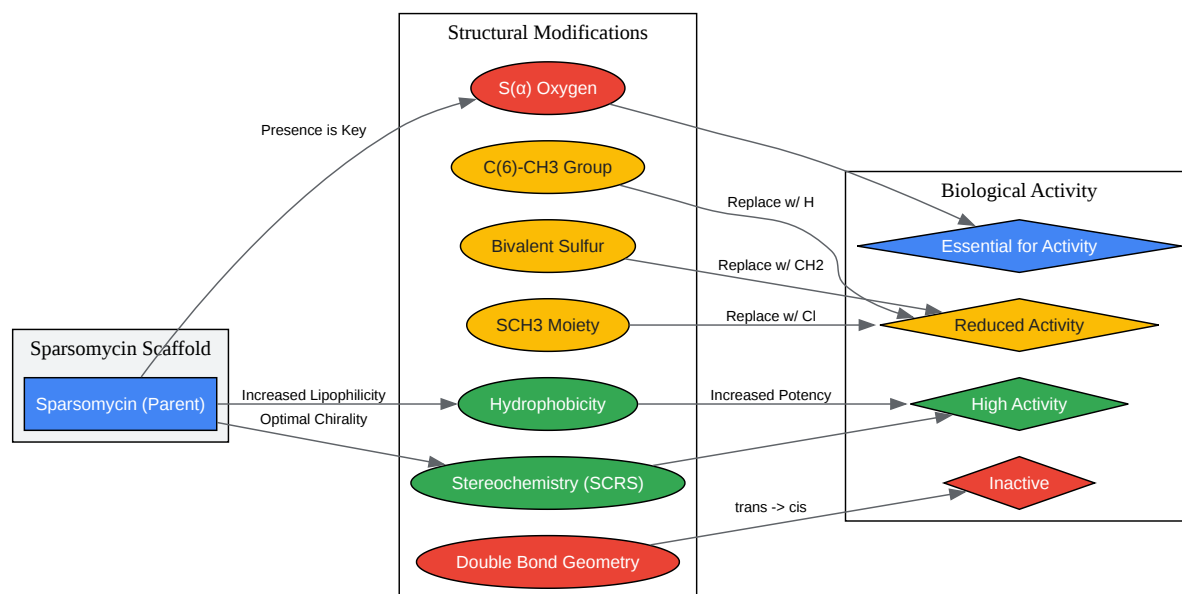 Structural Modifications
S(α) Oxygen
Presence is Key
C(6)-CH3 Group
Biological Activity
Replace w/ H
Bivalent Sulfur
Essential for Activity
Replace w/ CH2
SCH3 Moiety
Replace w/ Cl
Reduced Activity
Sparsomycin Scaffold
Sparsomycin (Parent)
Increased Lipophilicity
Hydrophobicity
Increased Potency
High Activity
Optimal Chirality
Stereochemistry (SCRS)
Inactive
trans -> cis
Double Bond Geometry